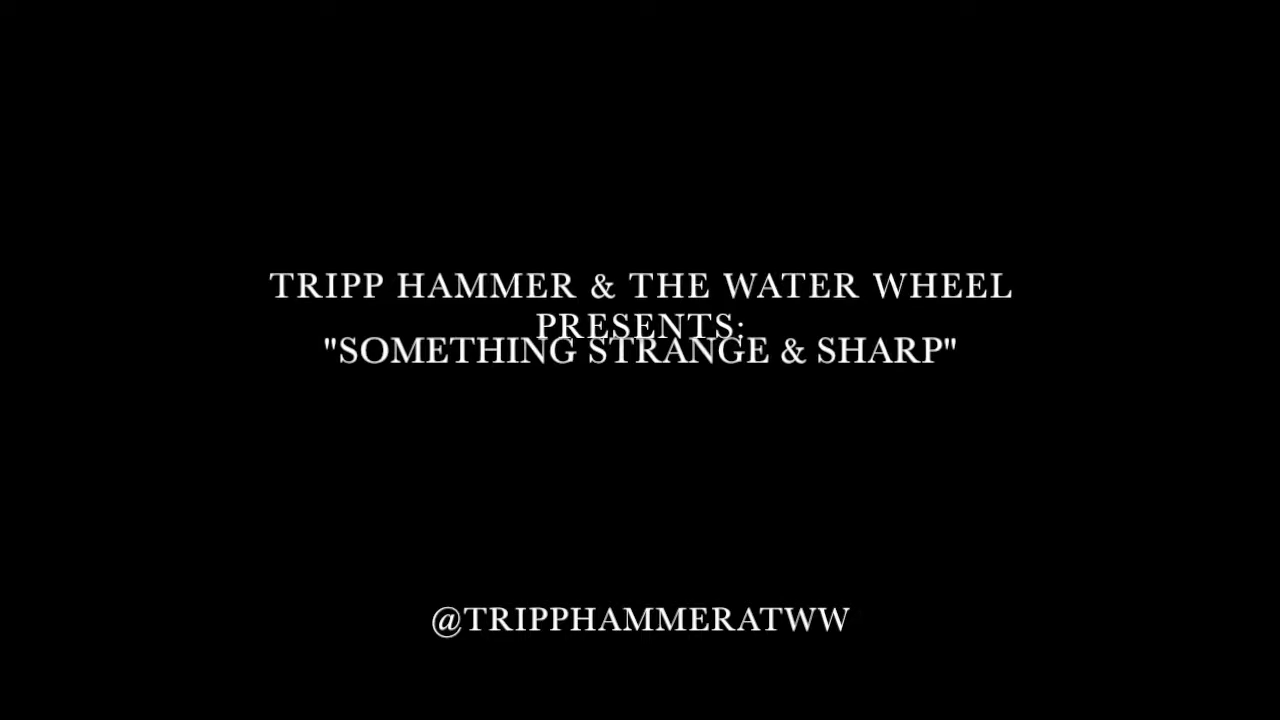 TRIPP HAMMER & THE WATER WHEEL
PRESENTS:
"SOMETHING STRANGE & SHARP"
@TRIPPHAMMERATWW